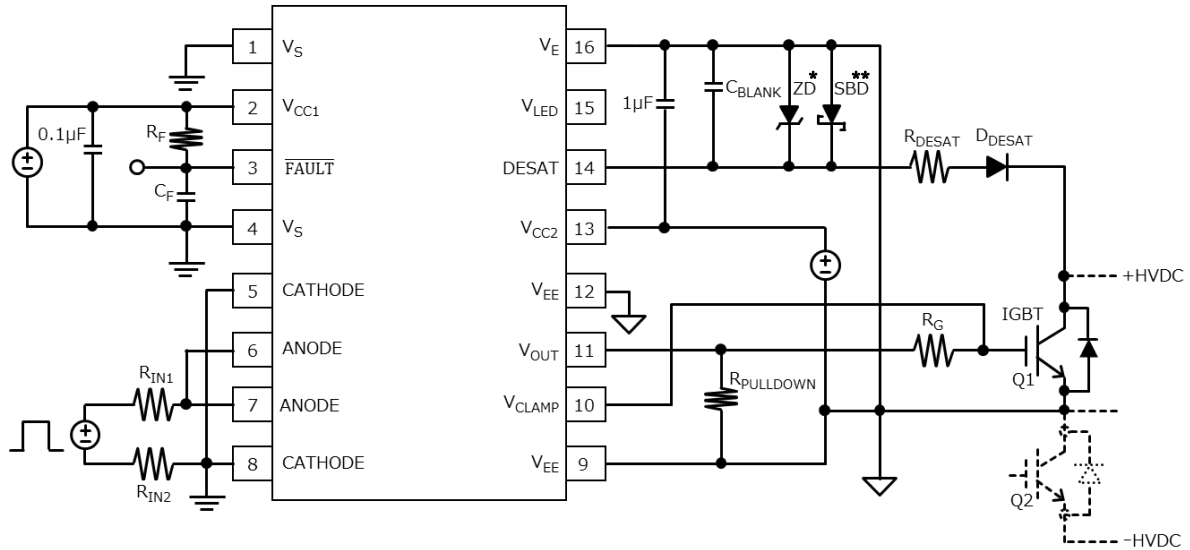 1 V_S
2 V_CC1
3 FAULT
4 V_S
5 CATHODE
6 ANODE
7 ANODE
8 CATHODE
V_E 16
V_LED 15
DESAT 14
V_CC2 13
V_EE 12
V_OUT 11
V_CLAMP 10
V_EE 9
0.1µF
R_F
C_F
R_IN1
R_IN2
1µF
C_BLANK
ZD*
SBD**
R_DESAT
D_DESAT
+HVDC
IGBT
R_G
Q1
R_PULLDOWN
Q2
−HVDC